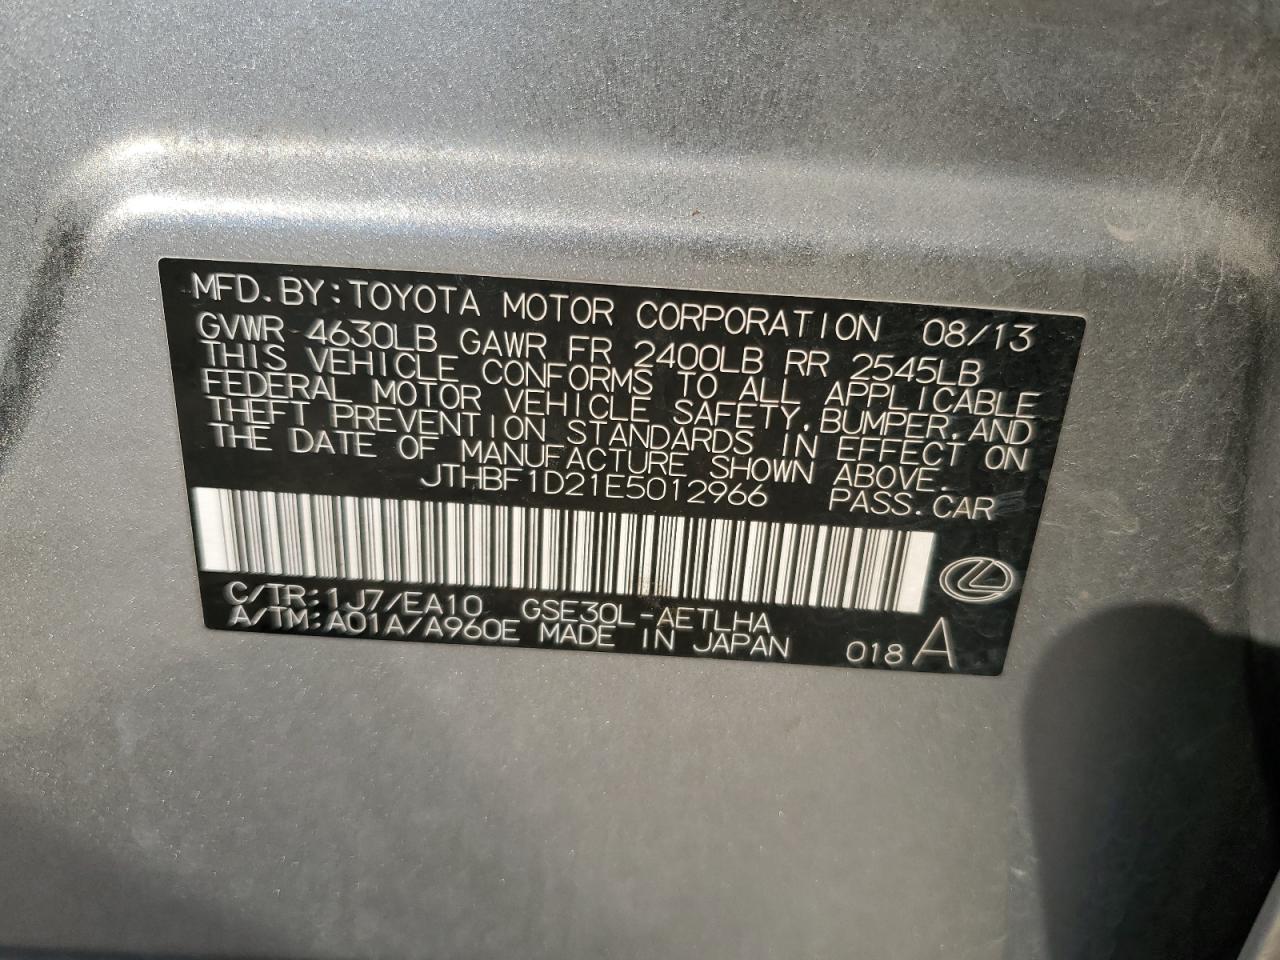 MFD.BY:TOYOTA MOTOR CORPORATION 08/13
GVWR 4630LB GAWR FR 2400LB RR 2545LB
THIS VEHICLE CONFORMS TO ALL APPLICABLE
FEDERAL MOTOR VEHICLE SAFETY,BUMPER,AND
THEFT PREVENTION STANDARDS IN EFFECT ON
THE DATE OF MANUFACTURE SHOWN ABOVE.
JTHBF1D21E5012966 PASS.CAR
C/TR:1J7/EA10 GSE30L-AETLHA
A/TM:A01A/A960E MADE IN JAPAN 018 A